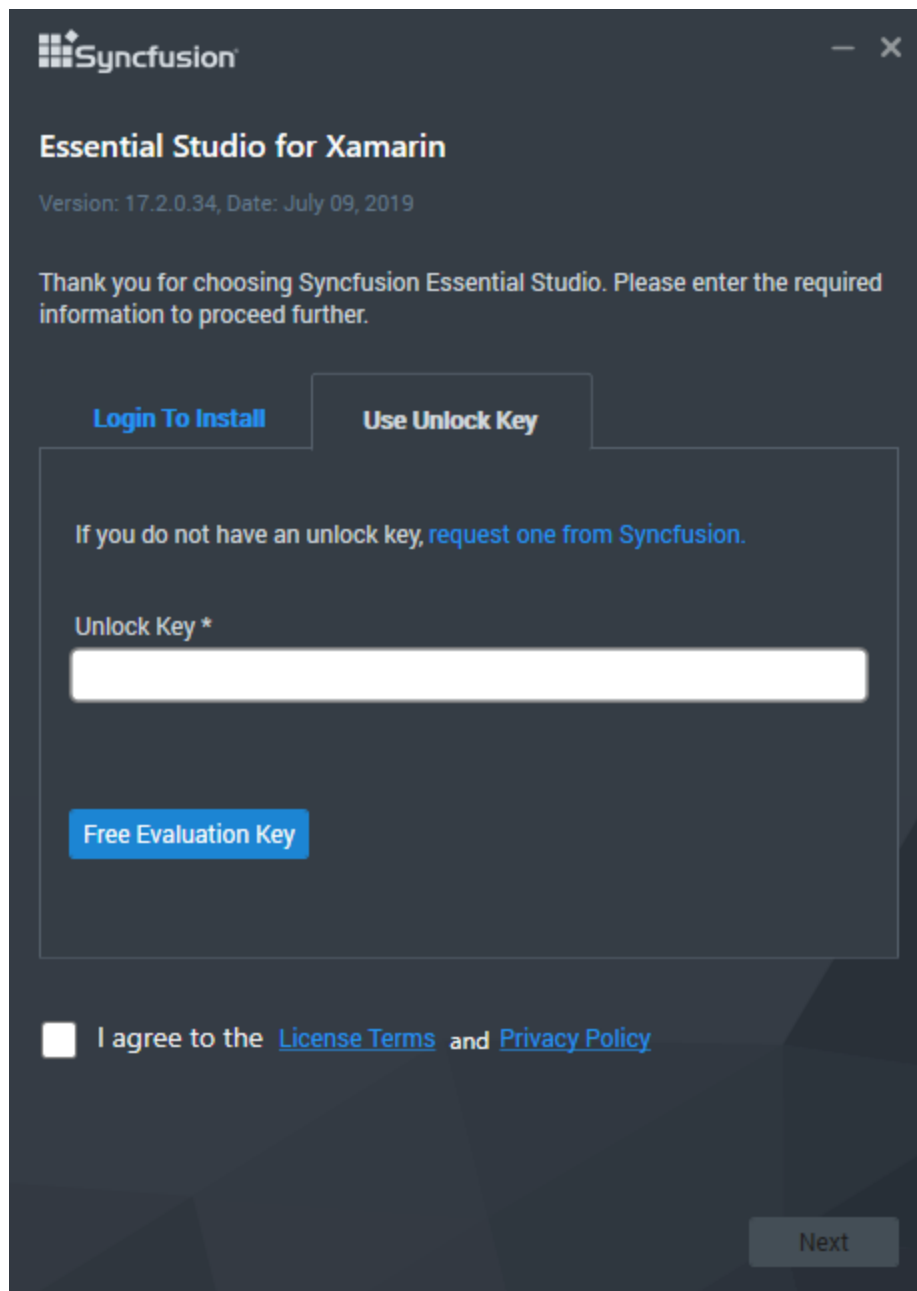 Syncfusion
Essential Studio for Xamarin
Version: 17.2.0.34, Date: July 09, 2019
Thank you for choosing Syncfusion Essential Studio. Please enter the required
information to proceed further.
Login To Install
Use Unlock Key
If you do not have an unlock key, request one from Syncfusion.
Unlock Key *
Free Evaluation Key
I agree to the License Terms and Privacy Policy
Next